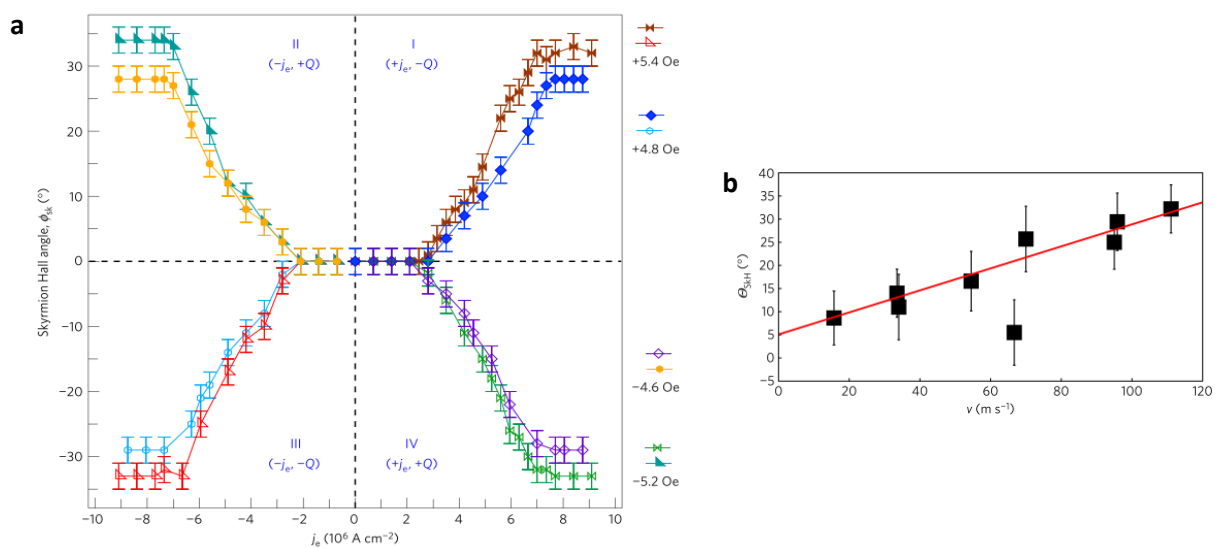 a
II
(−jₑ, +Q)
I
(+jₑ, −Q)
III
(−jₑ, −Q)
IV
(+jₑ, +Q)
Skyrmion Hall angle, ϕₛₖ (°)
30
20
10
0
−10
−20
−30
−10
−8
−6
−4
−2
0
2
4
6
8
10
jₑ (10⁶ A cm⁻²)
+5.4 Oe
+4.8 Oe
−4.6 Oe
−5.2 Oe
b
Θ_SkH (°)
40
35
30
25
20
15
10
5
0
−5
0
20
40
60
80
100
120
v (m s⁻¹)